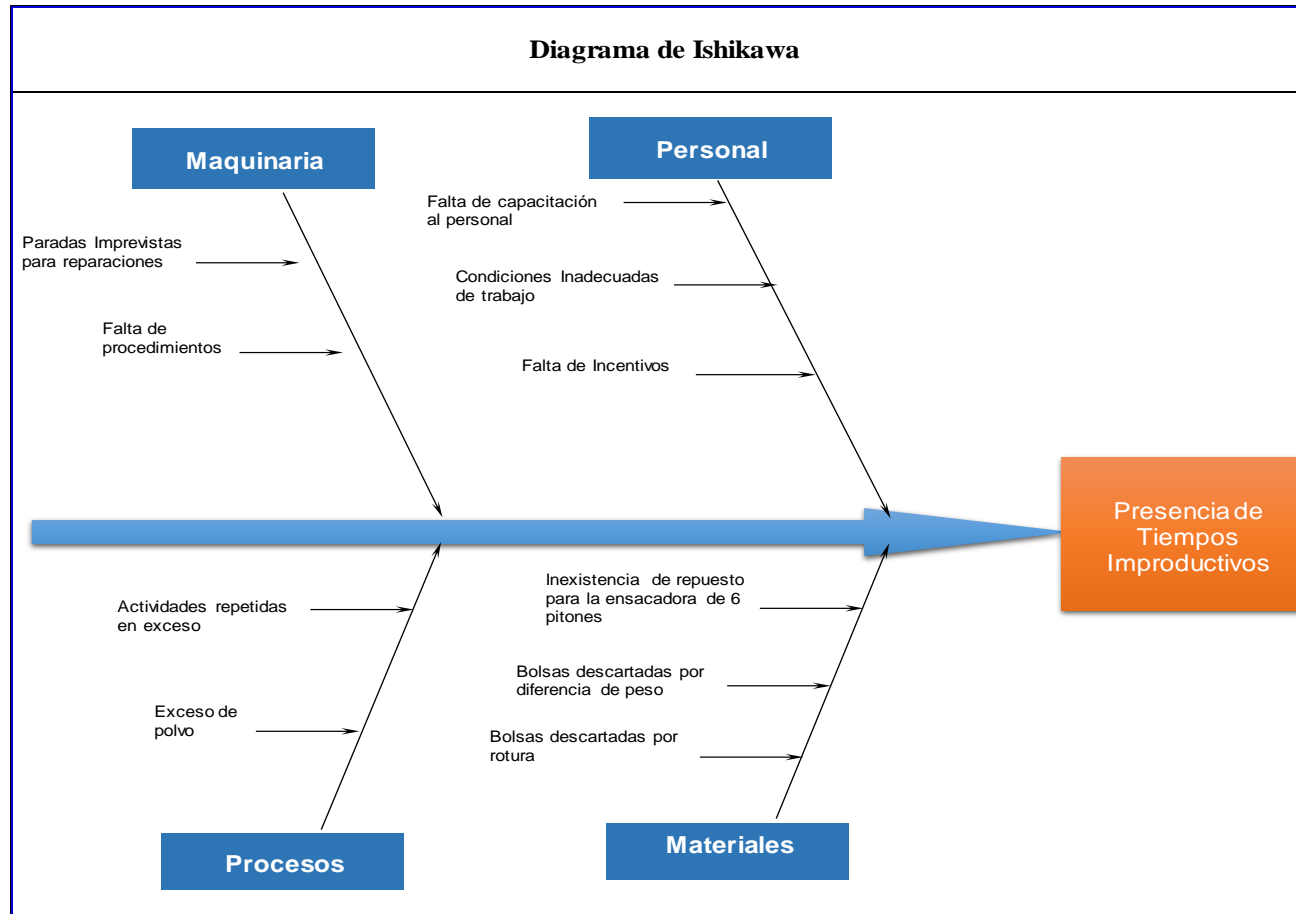 Diagrama de Ishikawa
Maquinaria
Personal
Paradas Imprevistas
para reparaciones
Falta de
procedimientos
Falta de capacitación
al personal
Condiciones Inadecuadas
de trabajo
Falta de Incentivos
Presencia de
Tiempos
Improductivos
Actividades repetidas
en exceso
Exceso de
polvo
Inexistencia de repuesto
para la ensacadora de 6
pitones
Bolsas descartadas por
diferencia de peso
Bolsas descartadas por
rotura
Procesos
Materiales